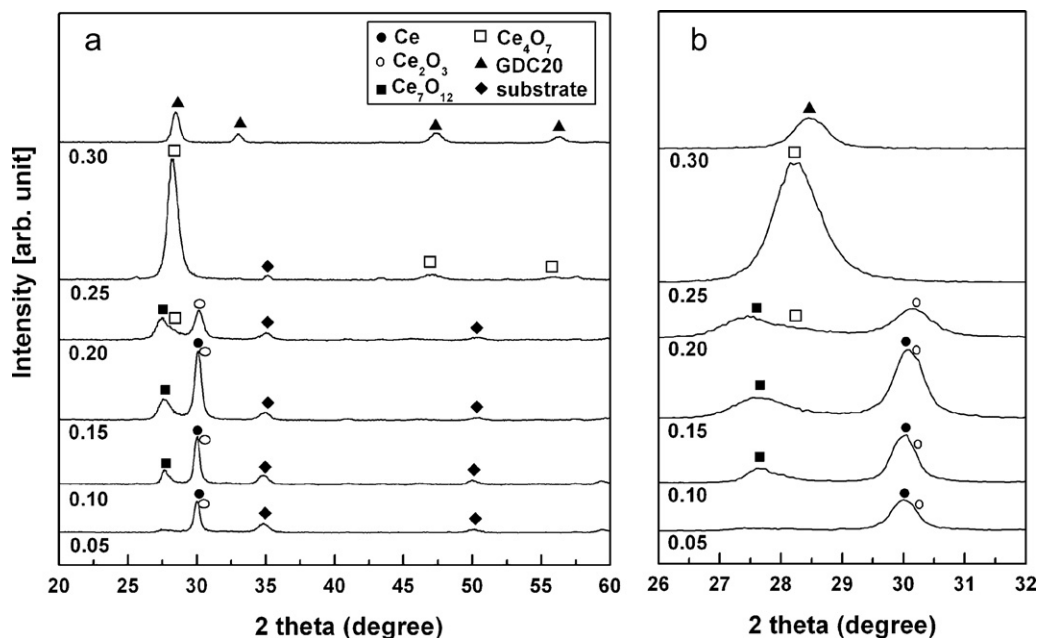 a
Ce
Ce₂O₃
Ce₇O₁₂
Ce₄O₇
GDC20
substrate
0.30
0.25
0.20
0.15
0.10
0.05
20 25 30 35 40 45 50 55 60
2 theta (degree)
Intensity [arb. unit]
b
0.30
0.25
0.20
0.15
0.10
0.05
26 27 28 29 30 31 32
2 theta (degree)